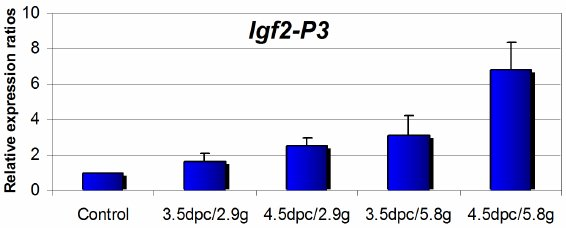 Igf2-P3
Relative expression ratios
10
8
6
4
2
0
Control 3.5dpc/2.9g 4.5dpc/2.9g 3.5dpc/5.8g 4.5dpc/5.8g